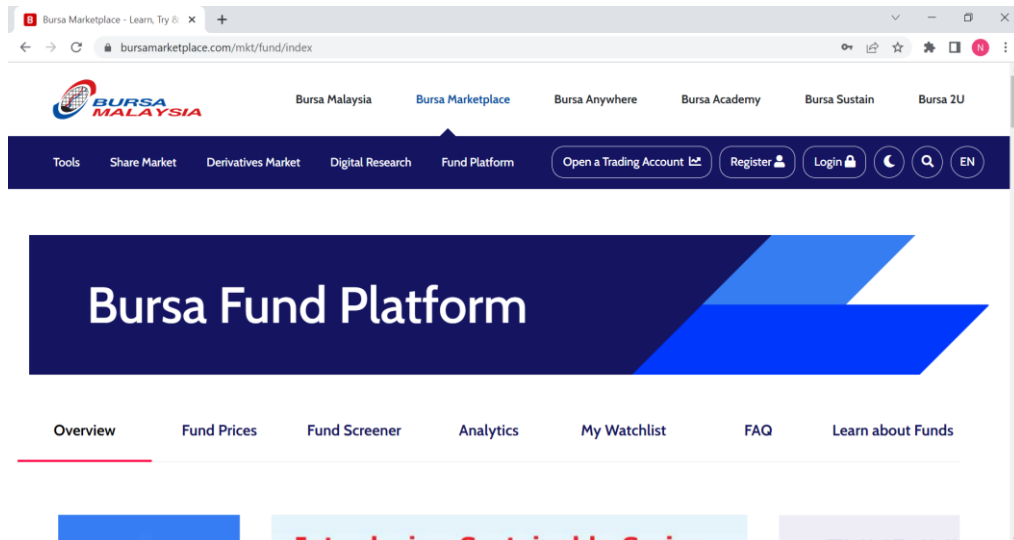 B Bursa Marketplace - Learn, Try &
bursamarketplace.com/mkt/fund/index
N
BURSA
MALAYSIA
Bursa Malaysia Bursa Marketplace Bursa Anywhere Bursa Academy Bursa Sustain Bursa 2U
Tools Share Market Derivatives Market Digital Research Fund Platform Open a Trading Account Register Login EN
Bursa Fund Platform
Overview Fund Prices Fund Screener Analytics My Watchlist FAQ Learn about Funds